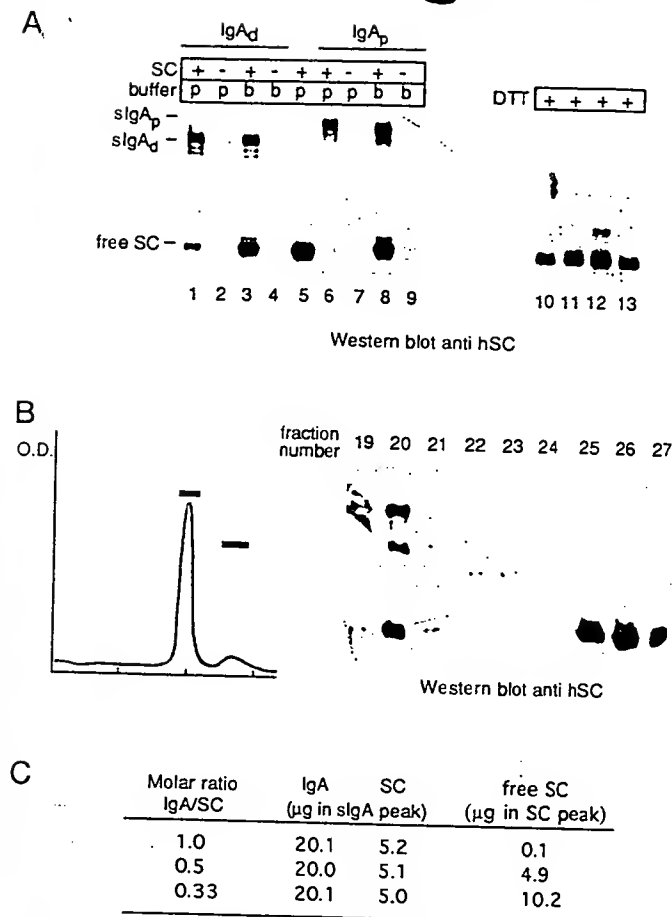 A
IgAd IgAp
SC + - + - + + - + -
buffer p p b b p p p b b
DTT + + + +
sIgAp
sIgAd
free SC
1 2 3 4 5 6 7 8 9
10 11 12 13
Western blot anti hSC
B
O.D.
fraction number 19 20 21 22 23 24 25 26 27
Western blot anti hSC
C
Molar ratio IgA SC free SC
IgA/SC (µg in sIgA peak) (µg in SC peak)
1.0 20.1 5.2 0.1
0.5 20.0 5.1 4.9
0.33 20.1 5.0 10.2